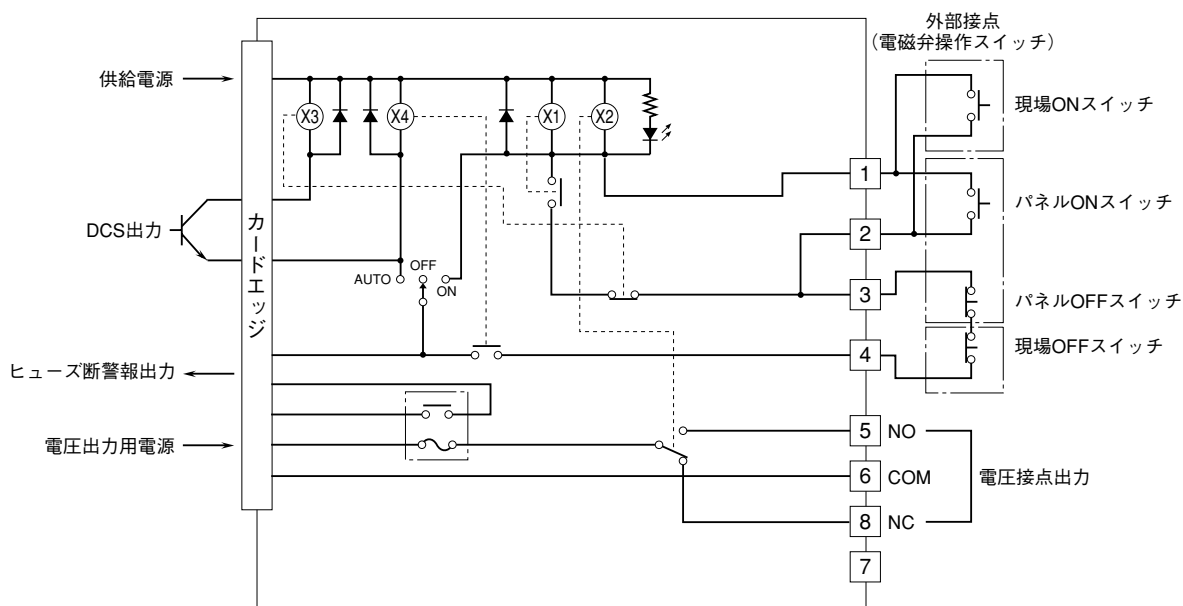 外部接点
（電磁弁操作スイッチ）
供給電源
X3
X4
X1
X2
現場ONスイッチ
1
パネルONスイッチ
DCS出力
2
カードエッジ
AUTO
OFF
ON
3
パネルOFFスイッチ
現場OFFスイッチ
4
ヒューズ断警報出力
電圧出力用電源
5 NO
6 COM
電圧接点出力
8 NC
7